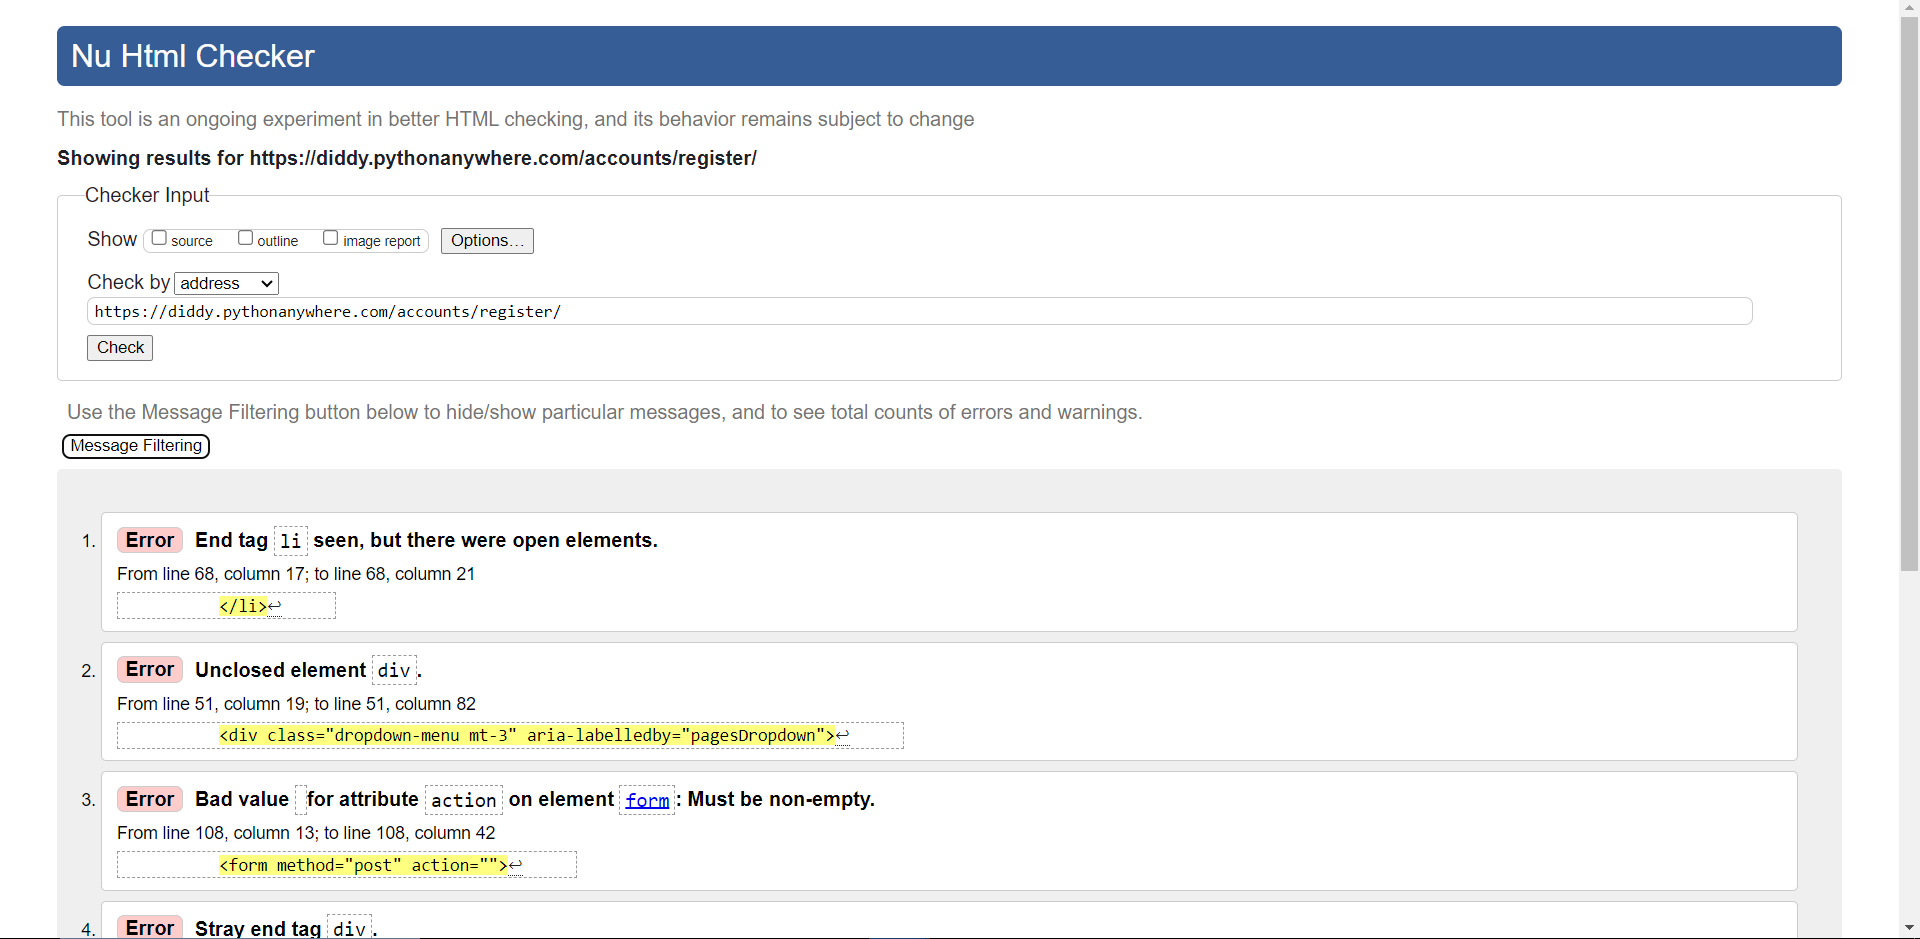 Nu Html Checker
This tool is an ongoing experiment in better HTML checking, and its behavior remains subject to change
Showing results for https://diddy.pythonanywhere.com/accounts/register/
Checker Input
Show source outline image report Options...
Check by address
https://diddy.pythonanywhere.com/accounts/register/
Check
Use the Message Filtering button below to hide/show particular messages, and to see total counts of errors and warnings.
Message Filtering
1. Error End tag li seen, but there were open elements.
From line 68, column 17; to line 68, column 21
</li>↩
2. Error Unclosed element div.
From line 51, column 19; to line 51, column 82
<div class="dropdown-menu mt-3" aria-labelledby="pagesDropdown">↩
3. Error Bad value for attribute action on element form: Must be non-empty.
From line 108, column 13; to line 108, column 42
<form method="post" action="">↩
4. Error Stray end tag div.